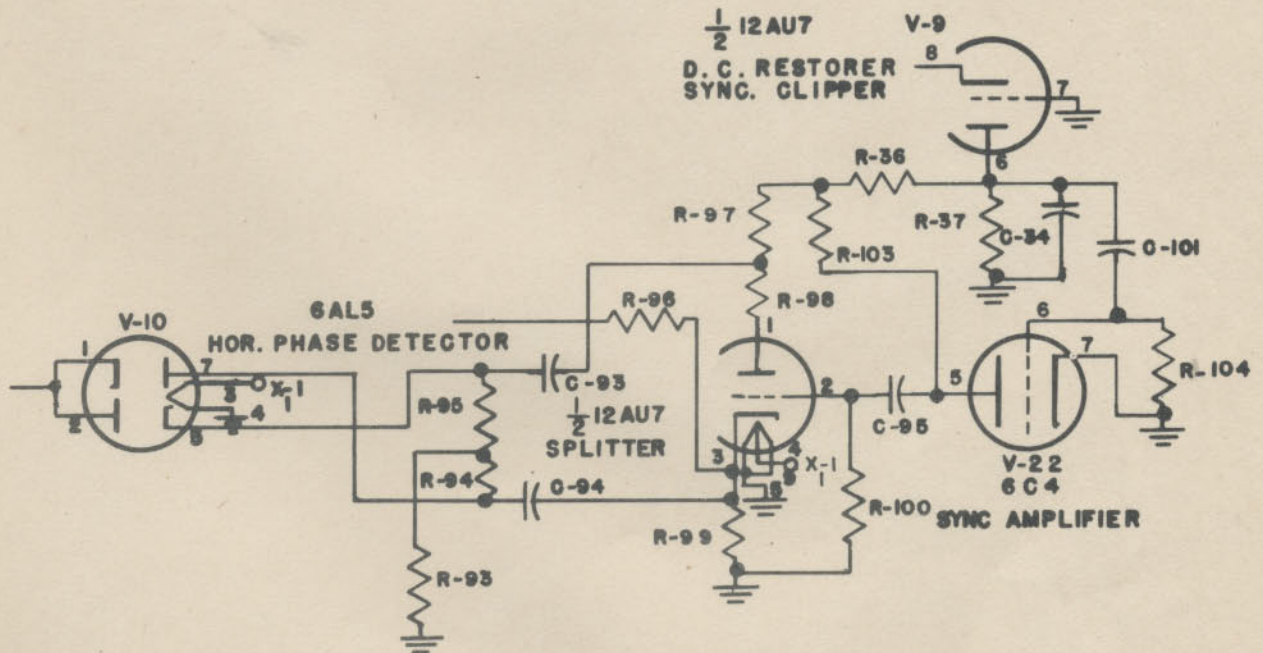 1/2 12AU7
D. C. RESTORER
SYNC. CLIPPER
V-9
8
7
6
R-36
R-97
R-103
R-37
C-34
C-101
R-98
R-96
6AL5
HOR. PHASE DETECTOR
V-10
1
2
7
3
X-1
1
4
5
C-93
R-95
1/2 12AU7
SPLITTER
R-94
C-94
R-93
1
2
3
4
9
X-1
1
5
R-99
R-100
C-95
5
6
7
R-104
V-22
6C4
SYNC AMPLIFIER